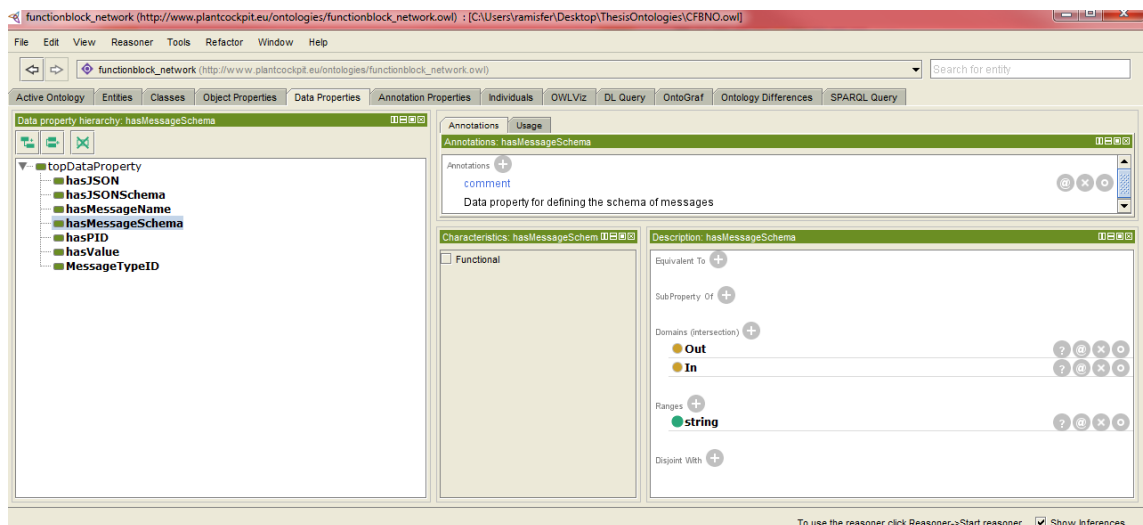 functionblock_network (http://www.plantcockpit.eu/ontologies/functionblock_network.owl) : [C:\Users\ramisfer\Desktop\ThesisOntologies\CFBNO.owl]
File Edit View Reasoner Tools Refactor Window Help
functionblock_network (http://www.plantcockpit.eu/ontologies/functionblock_network.owl) Search for entity
Active Ontology Entities Classes Object Properties Data Properties Annotation Properties Individuals OWLViz DL Query OntoGraf Ontology Differences SPARQL Query
Data property hierarchy: hasMessageSchema
topDataProperty
hasJSON
hasJSONSchema
hasMessageName
hasMessageSchema
hasPID
hasValue
MessageTypeID
Annotations Usage
Annotations: hasMessageSchema
Annotations
comment
Data property for defining the schema of messages
Characteristics: hasMessageSchem
Functional
Description: hasMessageSchema
Equivalent To
SubProperty Of
Domains (intersection)
Out
In
Ranges
string
Disjoint With
To use the reasoner click Reasoner->Start reasoner Show Inferences